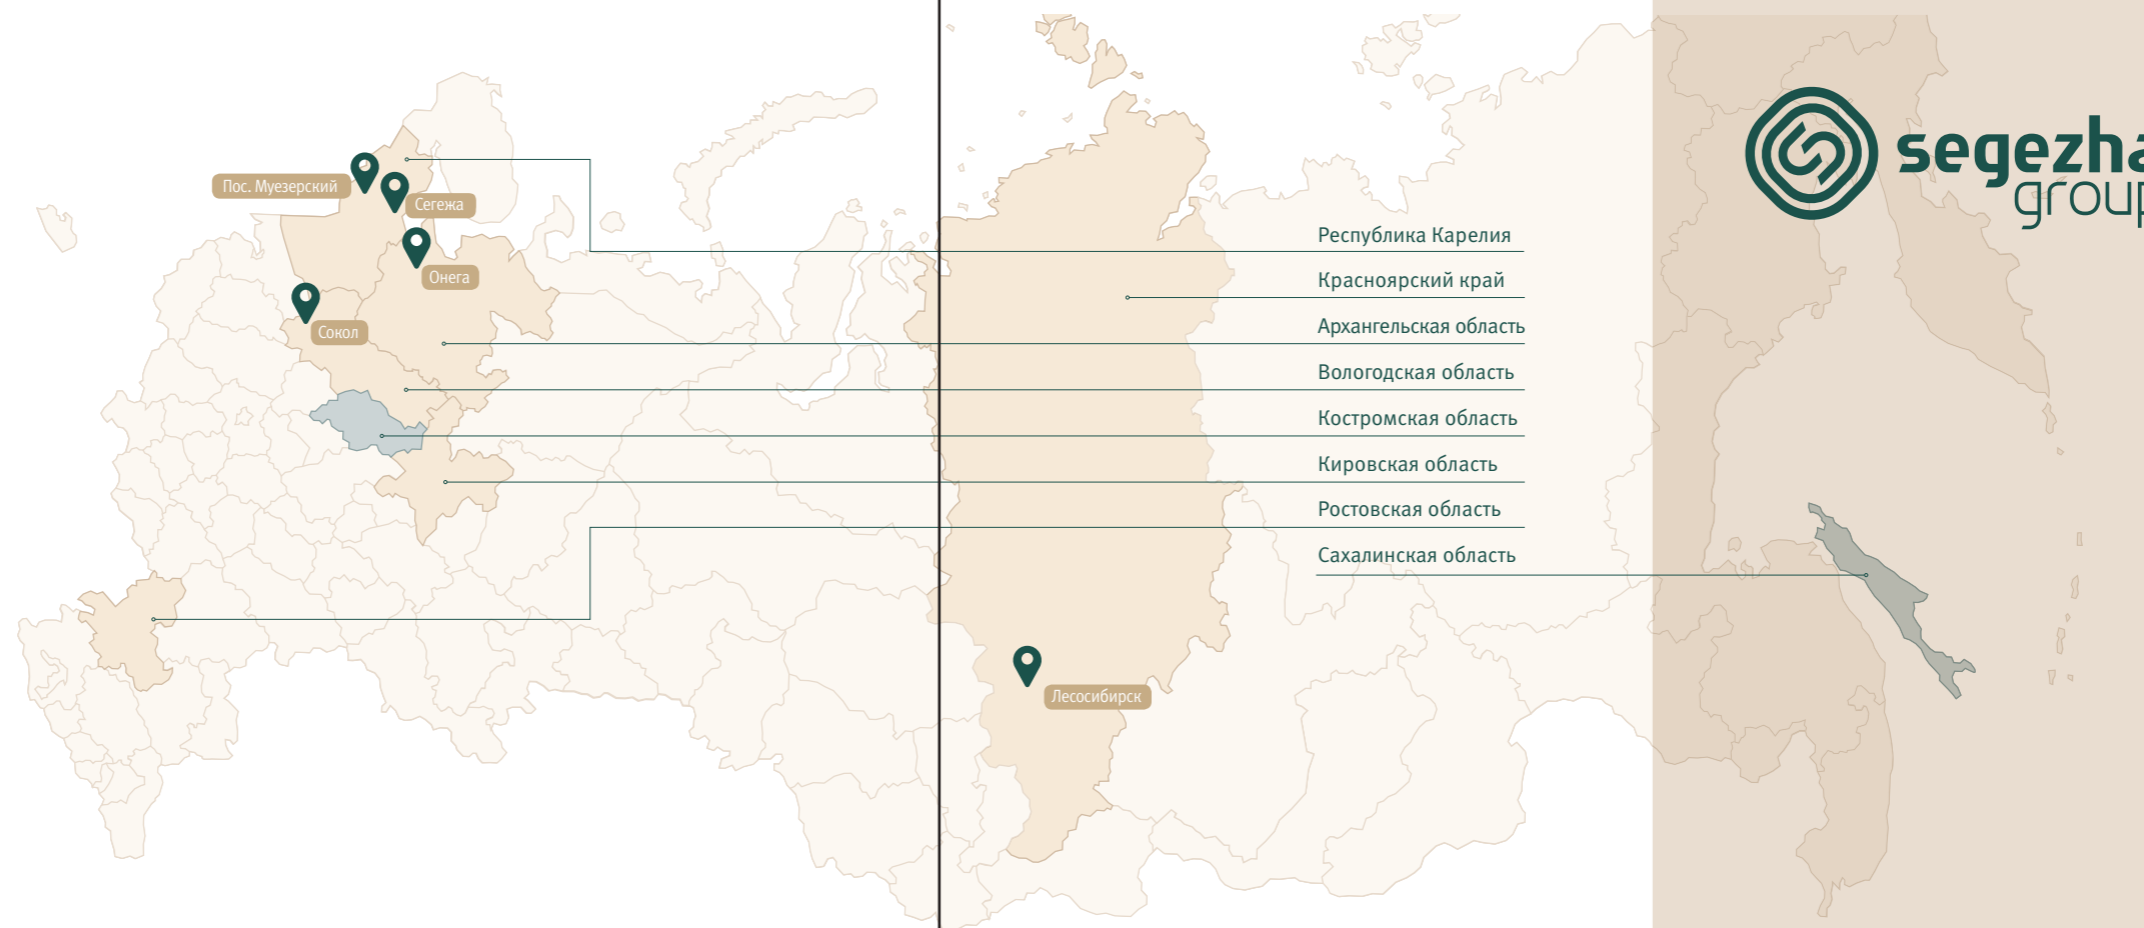 Пос. Муезерский
Сегежа
Онега
Сокол
Лесосибирск
Республика Карелия
Красноярский край
Архангельская область
Вологодская область
Костромская область
Кировская область
Ростовская область
Сахалинская область
segezha
group